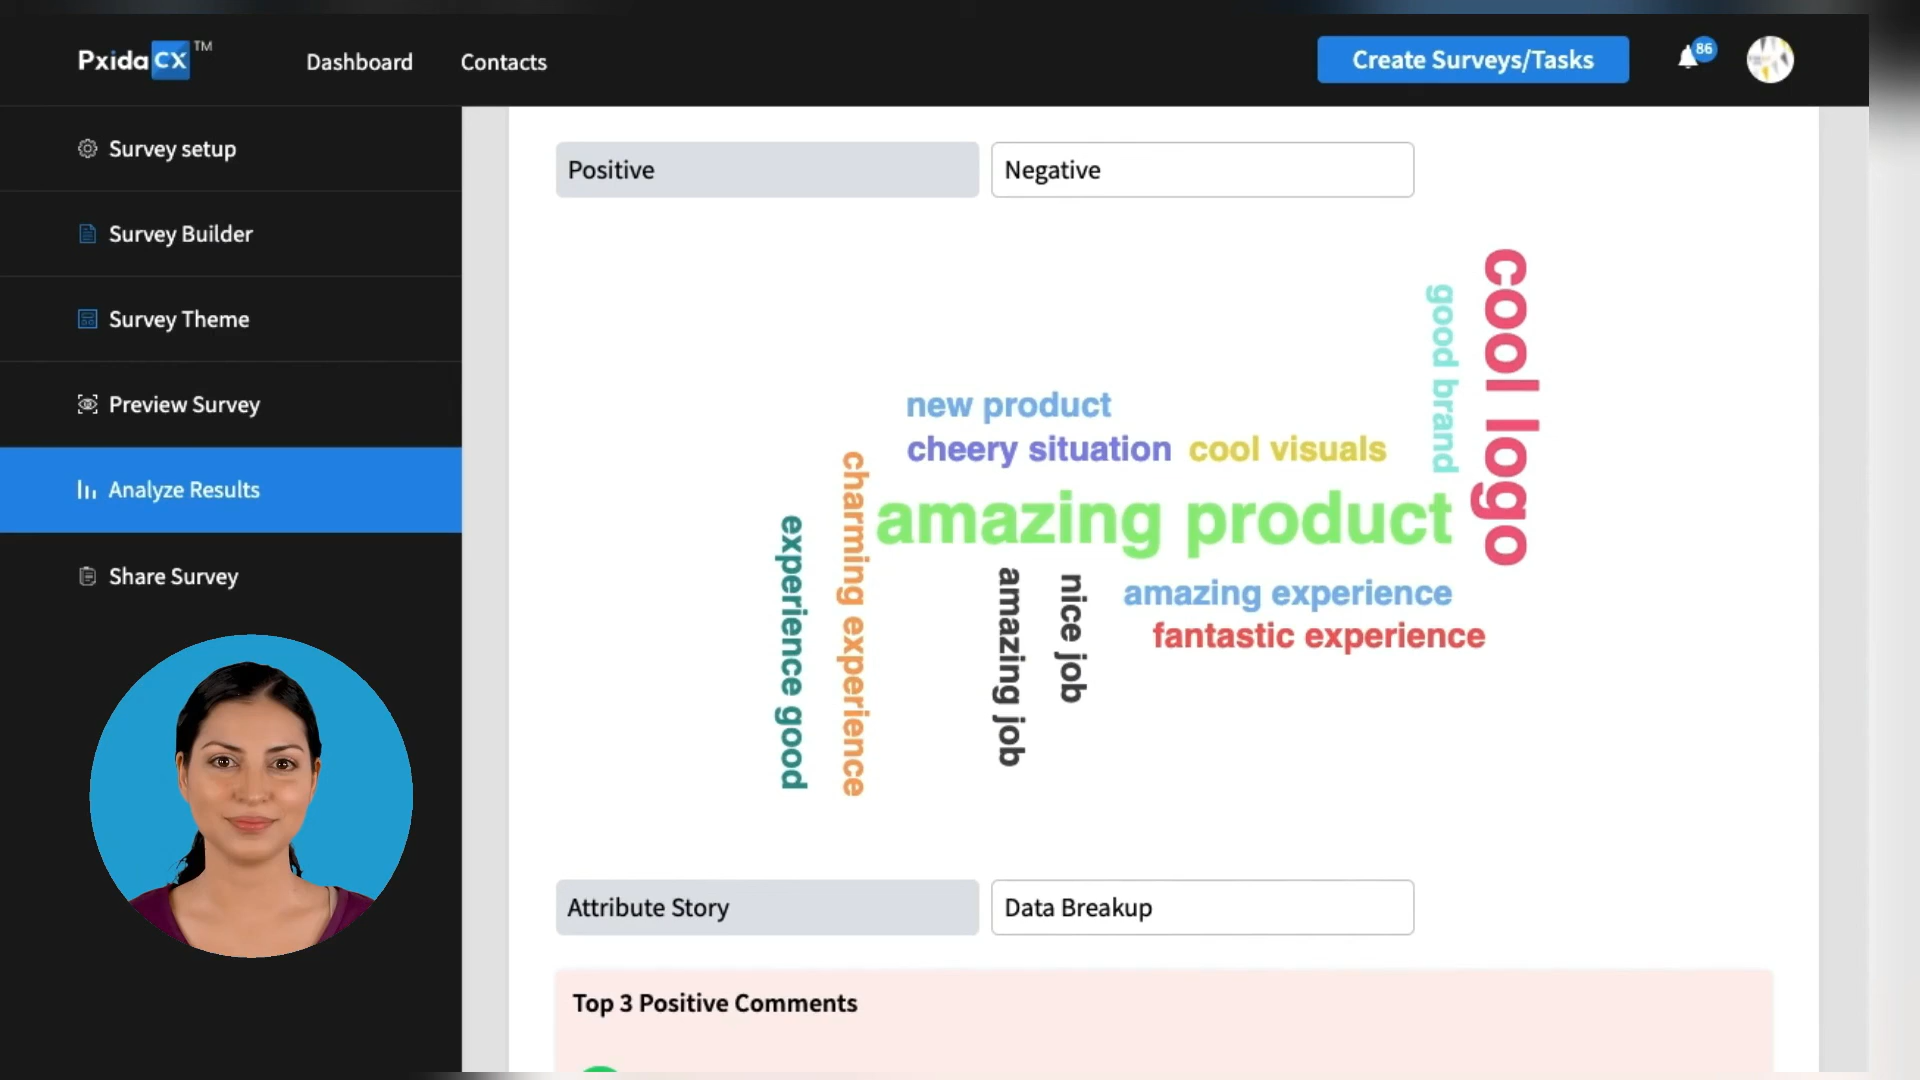 Pxida CX TM
Dashboard
Contacts
Create Surveys/Tasks
86
Survey setup
Survey Builder
Survey Theme
Preview Survey
Analyze Results
Share Survey
Positive
Negative
cool logo
good brand
new product
cheery situation
cool visuals
charming experience
amazing product
experience good
amazing job
nice job
amazing experience
fantastic experience
Attribute Story
Data Breakup
Top 3 Positive Comments